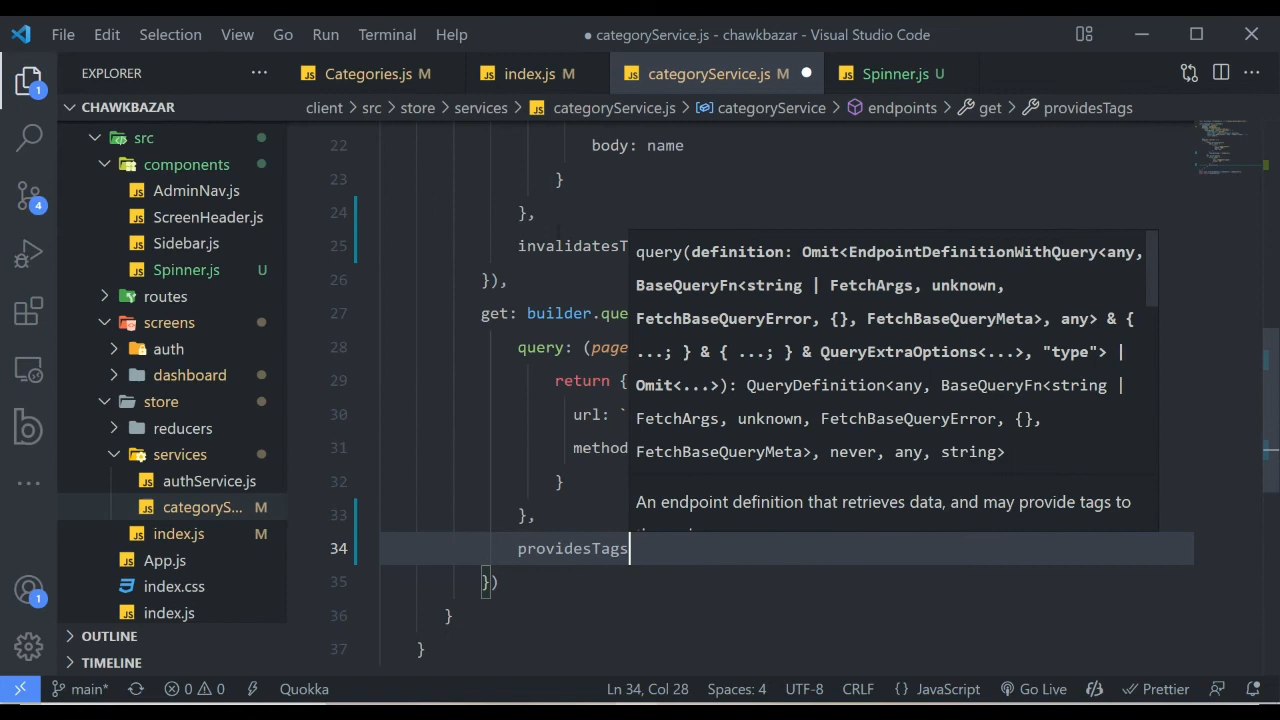 File Edit Selection View Go Run Terminal Help
● categoryService.js - chawkbazar - Visual Studio Code
EXPLORER
Categories.js M
index.js M
categoryService.js M
Spinner.js U
CHAWKBAZAR
client > src > store > services > categoryService.js > categoryService > endpoints > get > providesTags
src
components
AdminNav.js
ScreenHeader.js
Sidebar.js
Spinner.js U
routes
screens
auth
dashboard
store
reducers
services
authService.js
categoryS... M
index.js M
App.js
index.css
index.js
OUTLINE
TIMELINE
1
4
1
22 body: name
23 }
24 },
25 invalidatesT
26 }),
27 get: builder.que
28 query: (page
29 return {
30 url: `
31 method
32 }
33 },
34 providesTags
35 })
36 }
37 }
query(definition: Omit<EndpointDefinitionWithQuery<any,
BaseQueryFn<string | FetchArgs, unknown,
FetchBaseQueryError, {}, FetchBaseQueryMeta>, any> & {
...; } & { ...; } & QueryExtraOptions<...>, "type"> |
Omit<...>): QueryDefinition<any, BaseQueryFn<string |
FetchArgs, unknown, FetchBaseQueryError, {},
FetchBaseQueryMeta>, never, any, string>
An endpoint definition that retrieves data, and may provide tags to
main* 0 0 Quokka Ln 34, Col 28 Spaces: 4 UTF-8 CRLF {} JavaScript Go Live Prettier